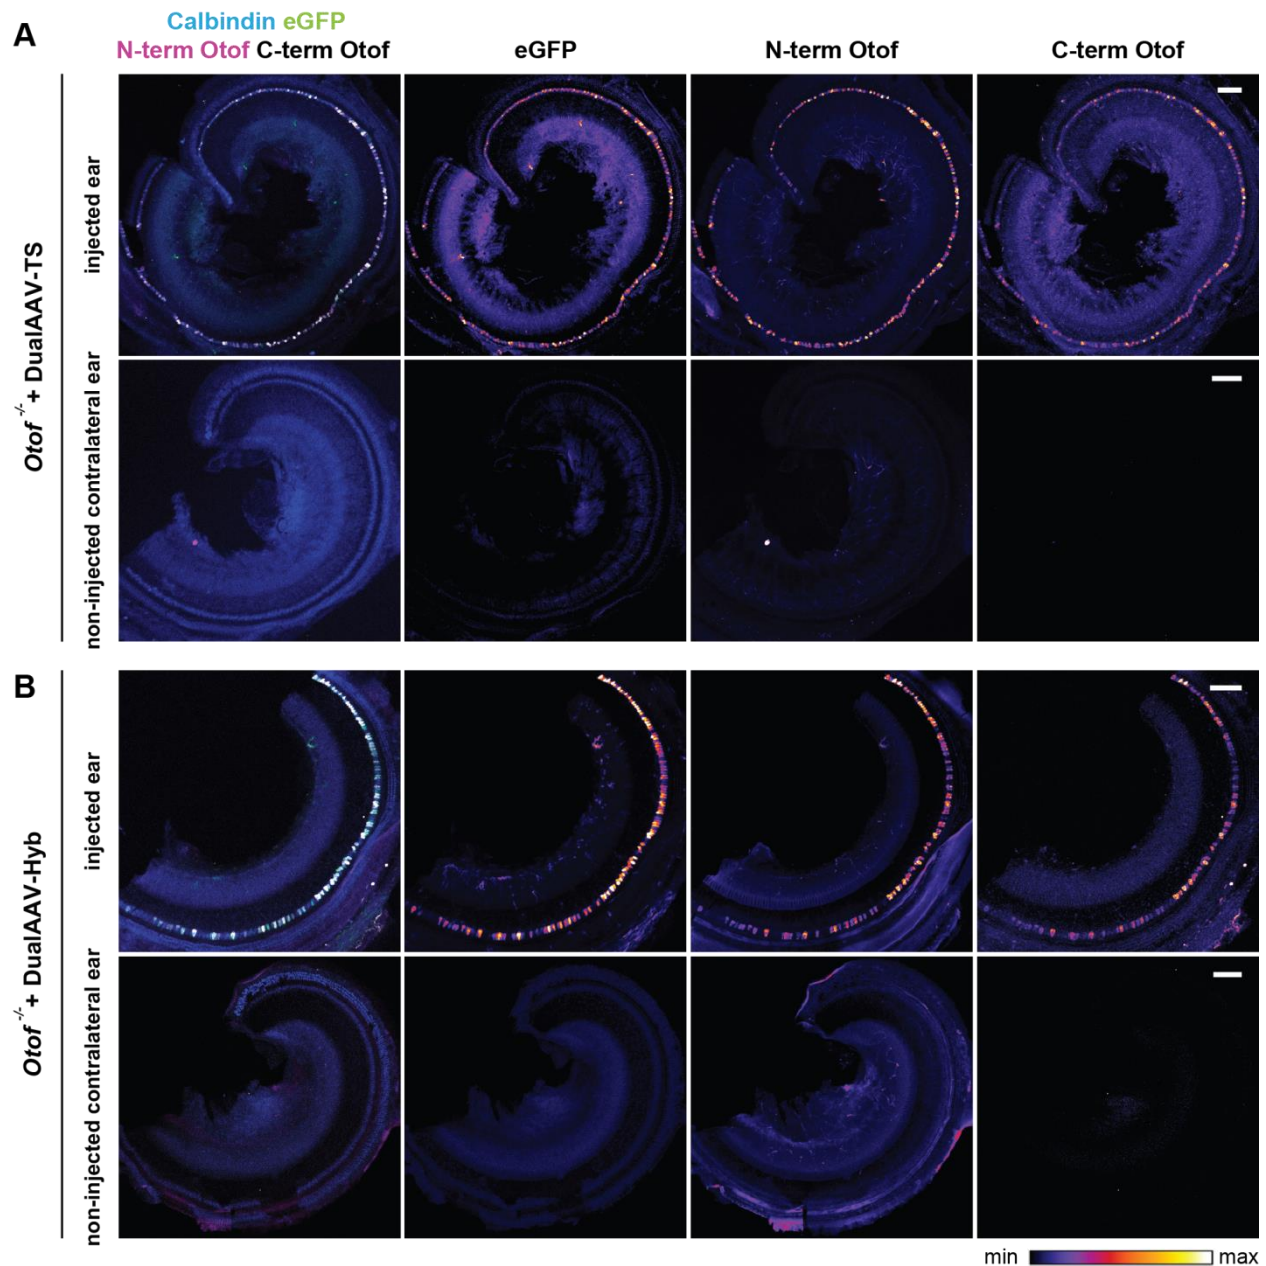 A
Calbindin eGFP
N-term Otof C-term Otof
eGFP
N-term Otof
C-term Otof
Otof -/- + DualAAV-TS
injected ear
non-injected contralateral ear
B
Otof -/- + DualAAV-Hyb
injected ear
non-injected contralateral ear
min
max